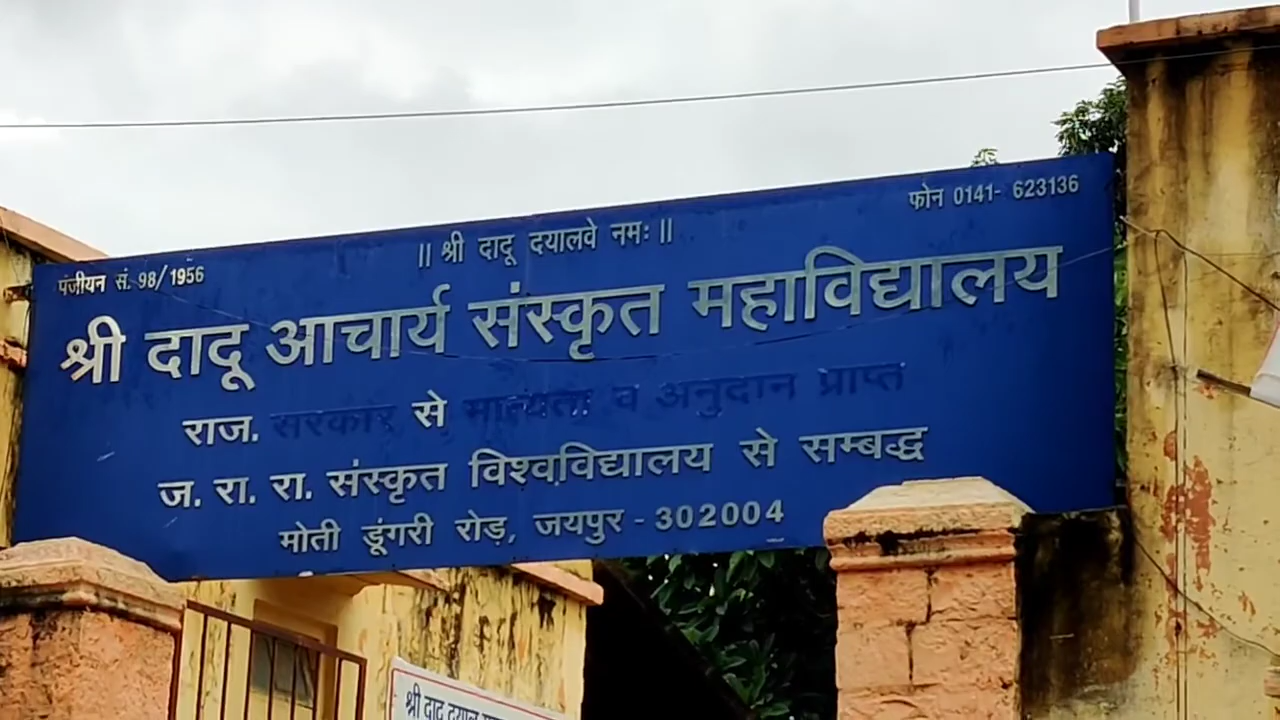 पंजीयन सं. 98/1956
|| श्री दादू दयालवे नमः ||
फोन 0141- 623136
श्री दादू आचार्य संस्कृत महाविद्यालय
राज. सरकार से मान्यता व अनुदान प्राप्त
ज. रा. रा. संस्कृत विश्वविद्यालय से सम्बद्ध
मोती डूंगरी रोड़, जयपुर - 302004
श्री दादू दयाल